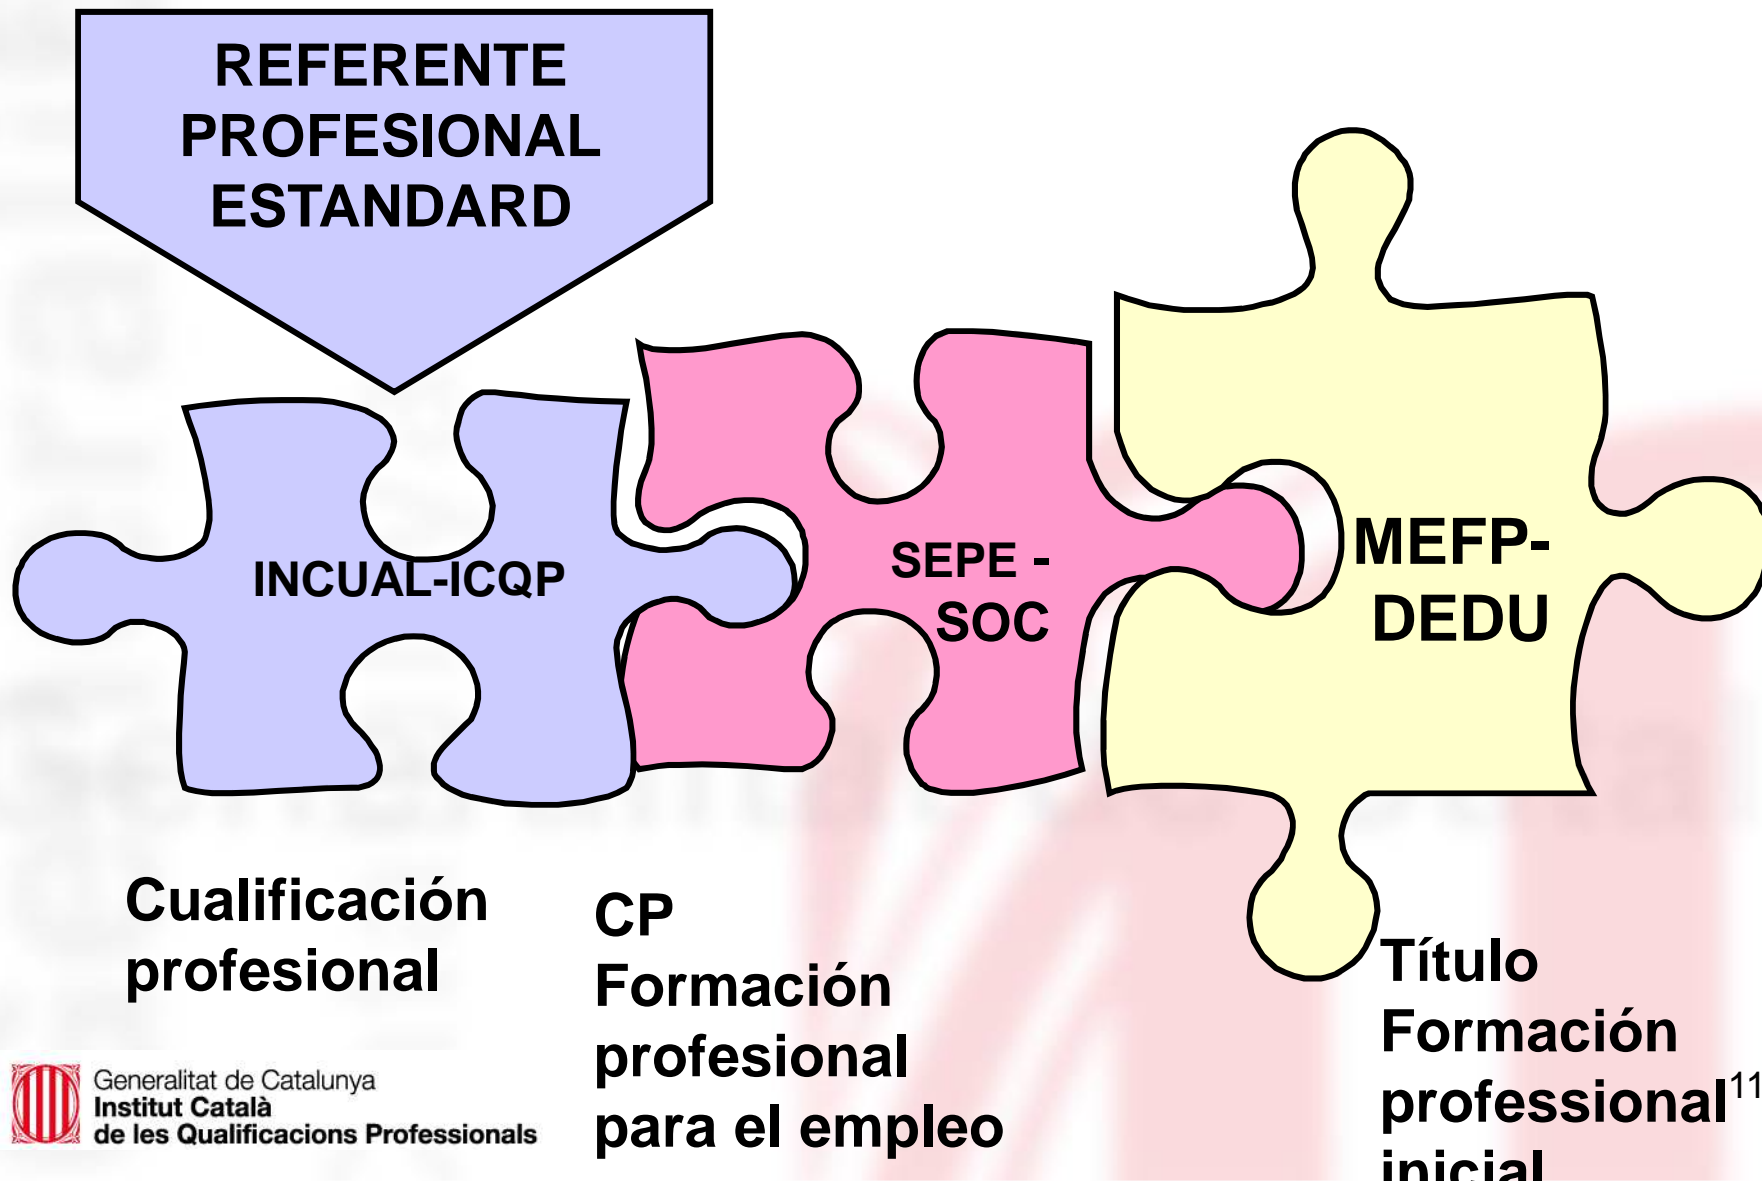 REFERENTE
PROFESIONAL
ESTANDARD
INCUAL-ICQP
SEPE -
SOC
MEFP-
DEDU
Cualificación
profesional
CP
Formación
profesional
para el empleo
Título
Formación
professional
inicial
11
Generalitat de Catalunya
Institut Català
de les Qualificacions Professionals